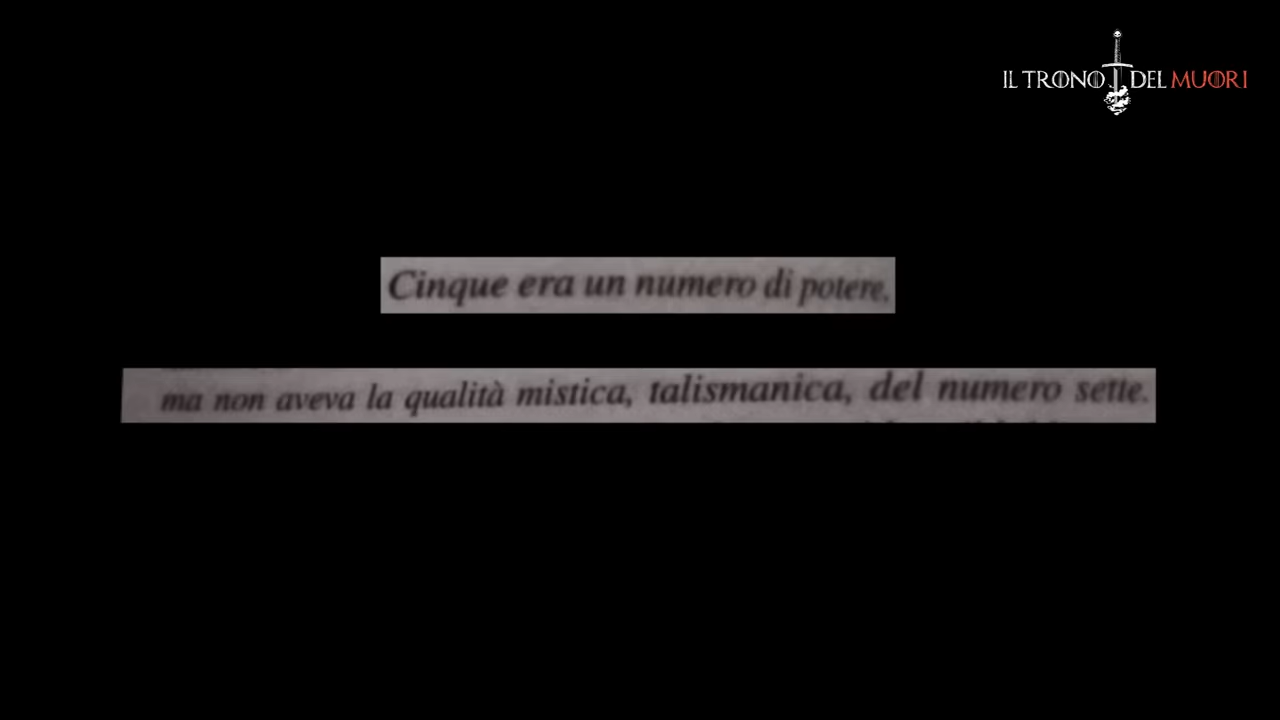 IL TRONO DEL MUORI
Cinque era un numero di potere.
ma non aveva la qualità mistica, talismanica, del numero sette.